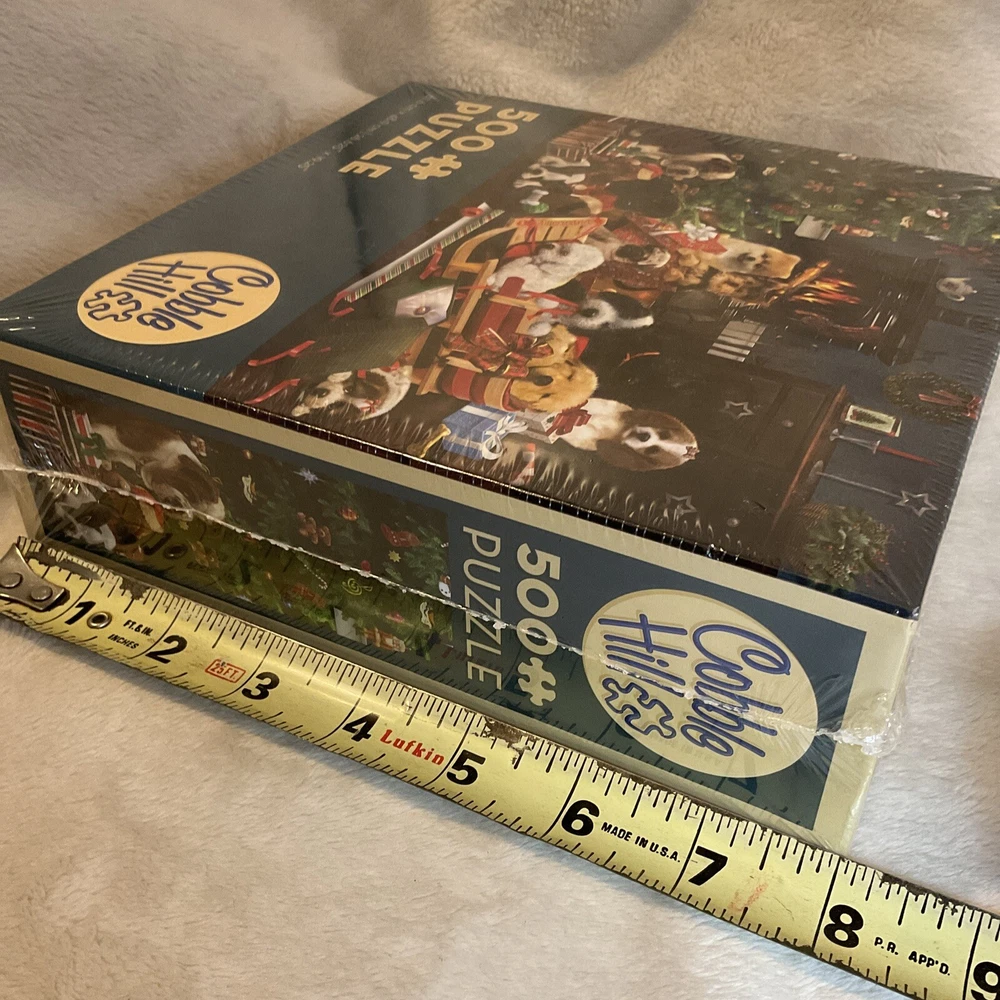 500
PUZZLE
Cobble
Hill
500
PUZZLE
Cobble
Hill
1
FT. & IN.
INCHES
2
25FT.
3
4
Lufkin
5
6
MADE IN U.S.A.
7
8
P.R. APP'D.
9